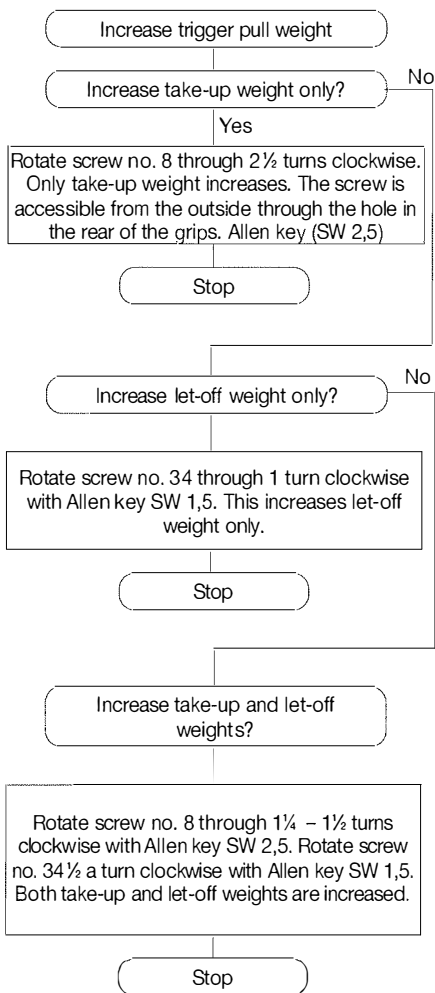 Increase trigger pull weight
Increase take-up weight only?
No
Yes
Rotate screw no. 8 through 2½ turns clockwise.
Only take-up weight increases. The screw is
accessible from the outside through the hole in
the rear of the grips. Allen key (SW 2,5)
Stop
Increase let-off weight only?
No
Rotate screw no. 34 through 1 turn clockwise
with Allen key SW 1,5. This increases let-off
weight only.
Stop
Increase take-up and let-off
weights?
Rotate screw no. 8 through 1¼ – 1½ turns
clockwise with Allen key SW 2,5. Rotate screw
no. 34 ½ a turn clockwise with Allen key SW 1,5.
Both take-up and let-off weights are increased.
Stop